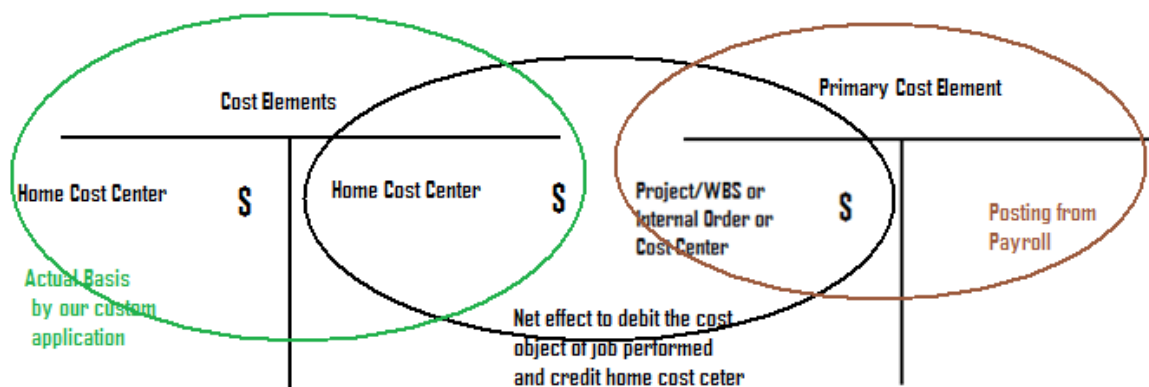 Cost Elements
Primary Cost Element
Home Cost Center $
Home Cost Center $
Project/WBS or
Internal Order or
Cost Center
$
Posting from
Payroll
Actual Basis
by our custom
application
Net effect to debit the cost
object of job performed
and credit home cost ceter